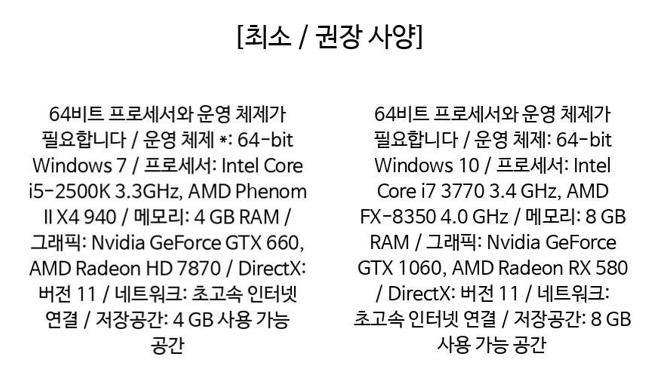 [최소 / 권장 사양]
64비트 프로세서와 운영 체제가
필요합니다 / 운영 체제 *: 64-bit
Windows 7 / 프로세서: Intel Core
i5-2500K 3.3GHz, AMD Phenom
II X4 940 / 메모리: 4 GB RAM /
그래픽: Nvidia GeForce GTX 660,
AMD Radeon HD 7870 / DirectX:
버전 11 / 네트워크: 초고속 인터넷
연결 / 저장공간: 4 GB 사용 가능
공간
64비트 프로세서와 운영 체제가
필요합니다 / 운영 체제: 64-bit
Windows 10 / 프로세서: Intel
Core i7 3770 3.4 GHz, AMD
FX-8350 4.0 GHz / 메모리: 8 GB
RAM / 그래픽: Nvidia GeForce
GTX 1060, AMD Radeon RX 580
/ DirectX: 버전 11 / 네트워크:
초고속 인터넷 연결 / 저장공간: 8 GB
사용 가능 공간